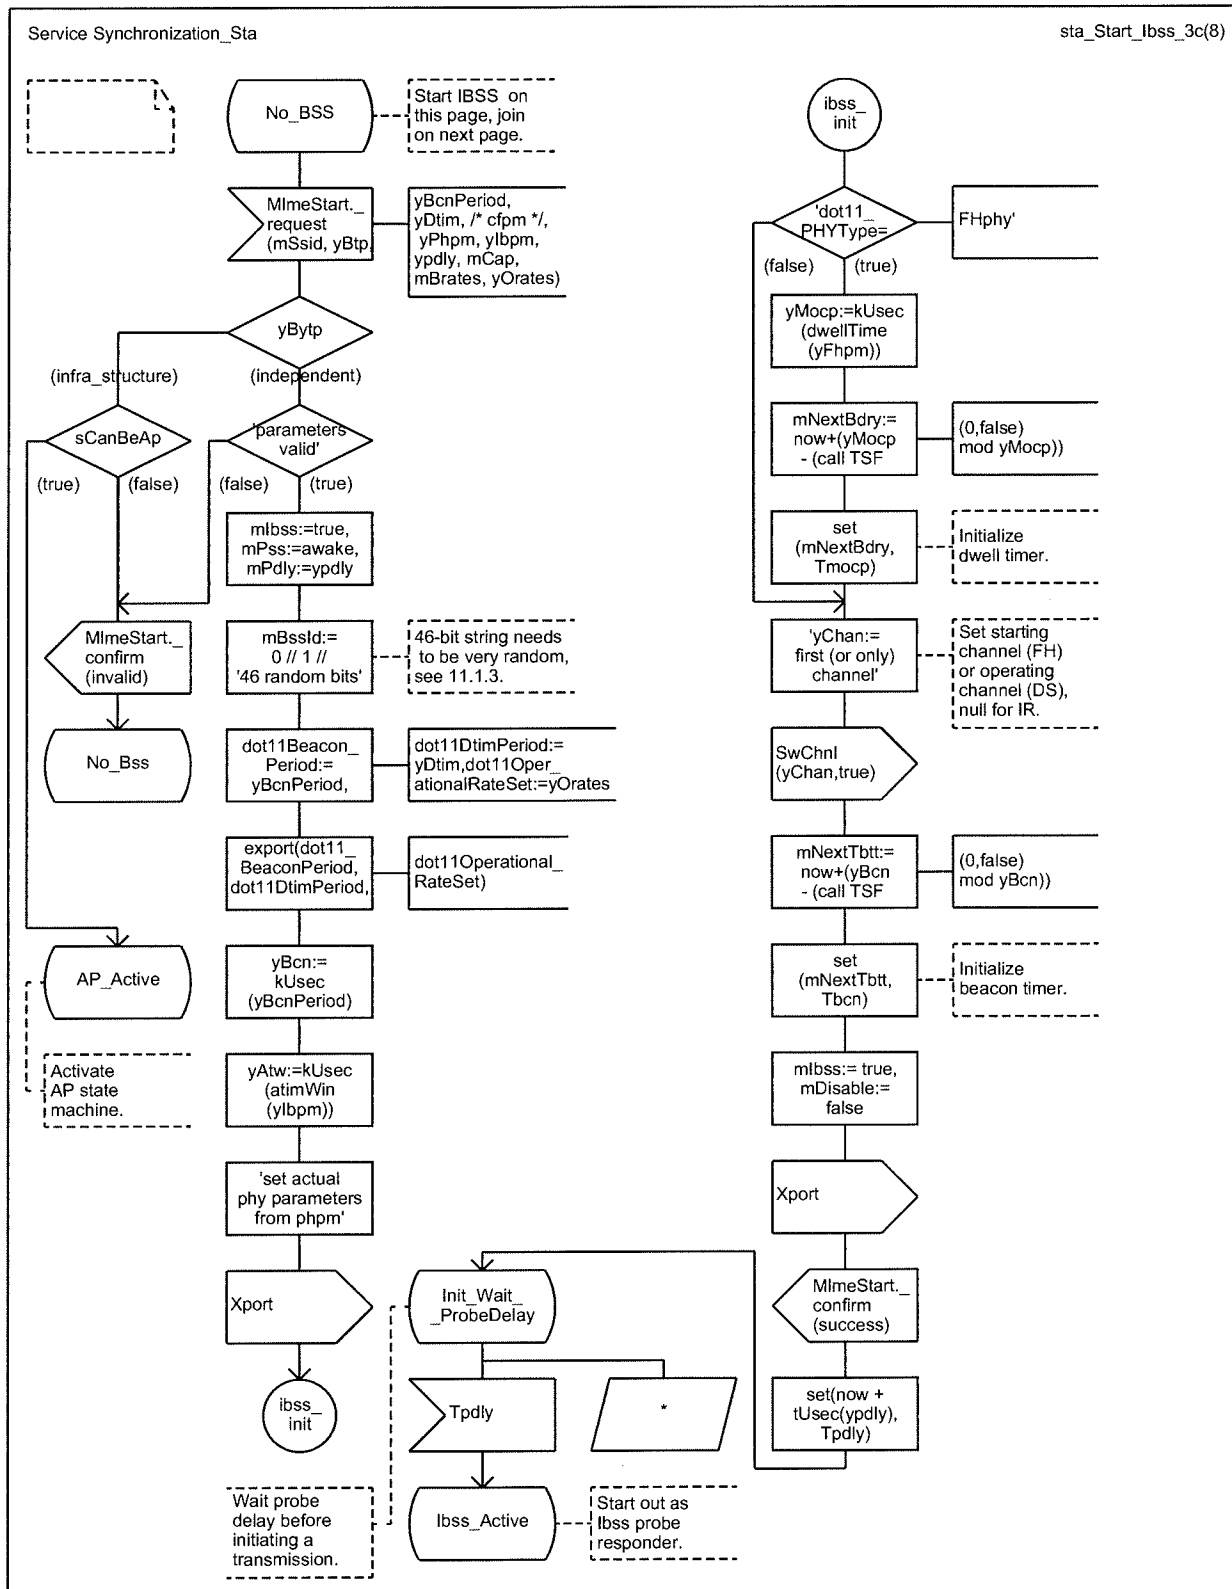 Service Synchronization_Sta
sta_Start_Ibss_3c(8)
No_BSS
Start IBSS on
this page, join
on next page.
MlmeStart._
request
(mSsid, yBtp,
yBcnPeriod,
yDtim, /* cfpm */,
yPhpm, yIbpm,
ypdly, mCap,
mBrates, yOrates)
yBytp
(infra_structure)
(independent)
sCanBeAp
'parameters
valid'
(true)
(false)
(false)
(true)
mIbss:=true,
mPss:=awake,
mPdly:=ypdly
MlmeStart._
confirm
(invalid)
mBssId:=
0 // 1 //
'46 random bits'
46-bit string needs
to be very random,
see 11.1.3.
No_Bss
dot11Beacon_
Period:=
yBcnPeriod,
dot11DtimPeriod:=
yDtim,dot11Oper_
ationalRateSet:=yOrates
export(dot11_
BeaconPeriod,
dot11DtimPeriod,
dot11Operational_
RateSet)
AP_Active
yBcn:=
kUsec
(yBcnPeriod)
Activate
AP state
machine.
yAtw:=kUsec
(atimWin
(yIbpm))
'set actual
phy parameters
from phpm'
Xport
ibss_
init
Init_Wait_
_ProbeDelay
Tpdly
*
Wait probe
delay before
initiating a
transmission.
Ibss_Active
Start out as
Ibss probe
responder.
ibss_
init
'dot11_
PHYType=
FHphy'
(false)
(true)
yMocp:=kUsec
(dwellTime
(yFhpm))
mNextBdry:=
now+(yMocp
- (call TSF
(0,false)
mod yMocp))
set
(mNextBdry,
Tmocp)
Initialize
dwell timer.
'yChan:=
first (or only)
channel'
Set starting
channel (FH)
or operating
channel (DS),
null for IR.
SwChnl
(yChan,true)
mNextTbtt:=
now+(yBcn
- (call TSF
(0,false)
mod yBcn))
set
(mNextTbtt,
Tbcn)
Initialize
beacon timer.
mIbss:= true,
mDisable:=
false
Xport
MlmeStart._
confirm
(success)
set(now +
tUsec(ypdly),
Tpdly)